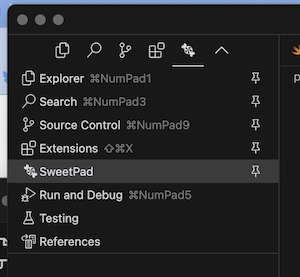 Explorer ⌘NumPad1
Search ⌘NumPad3
Source Control ⌘NumPad9
Extensions ⇧⌘X
SweetPad
Run and Debug ⌘NumPad5
Testing
References